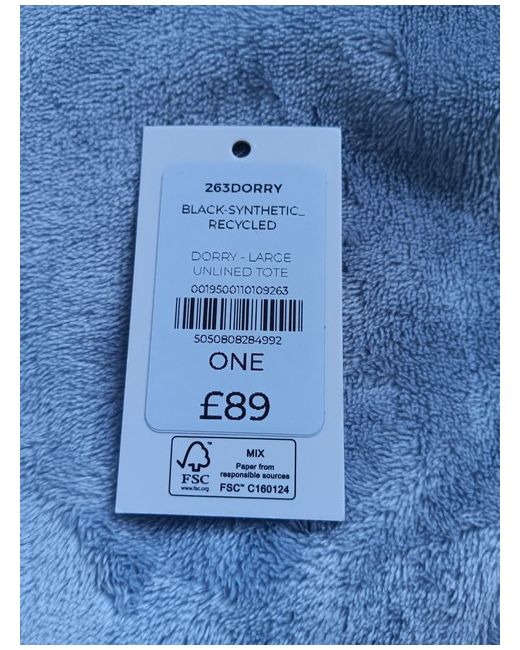 263DORRY
BLACK-SYNTHETIC_
RECYCLED
DORRY - LARGE
UNLINED TOTE
0019500110109263
5050808284992
ONE
£89
FSC™
www.fsc.org
MIX
Paper from
responsible sources
FSC™ C160124